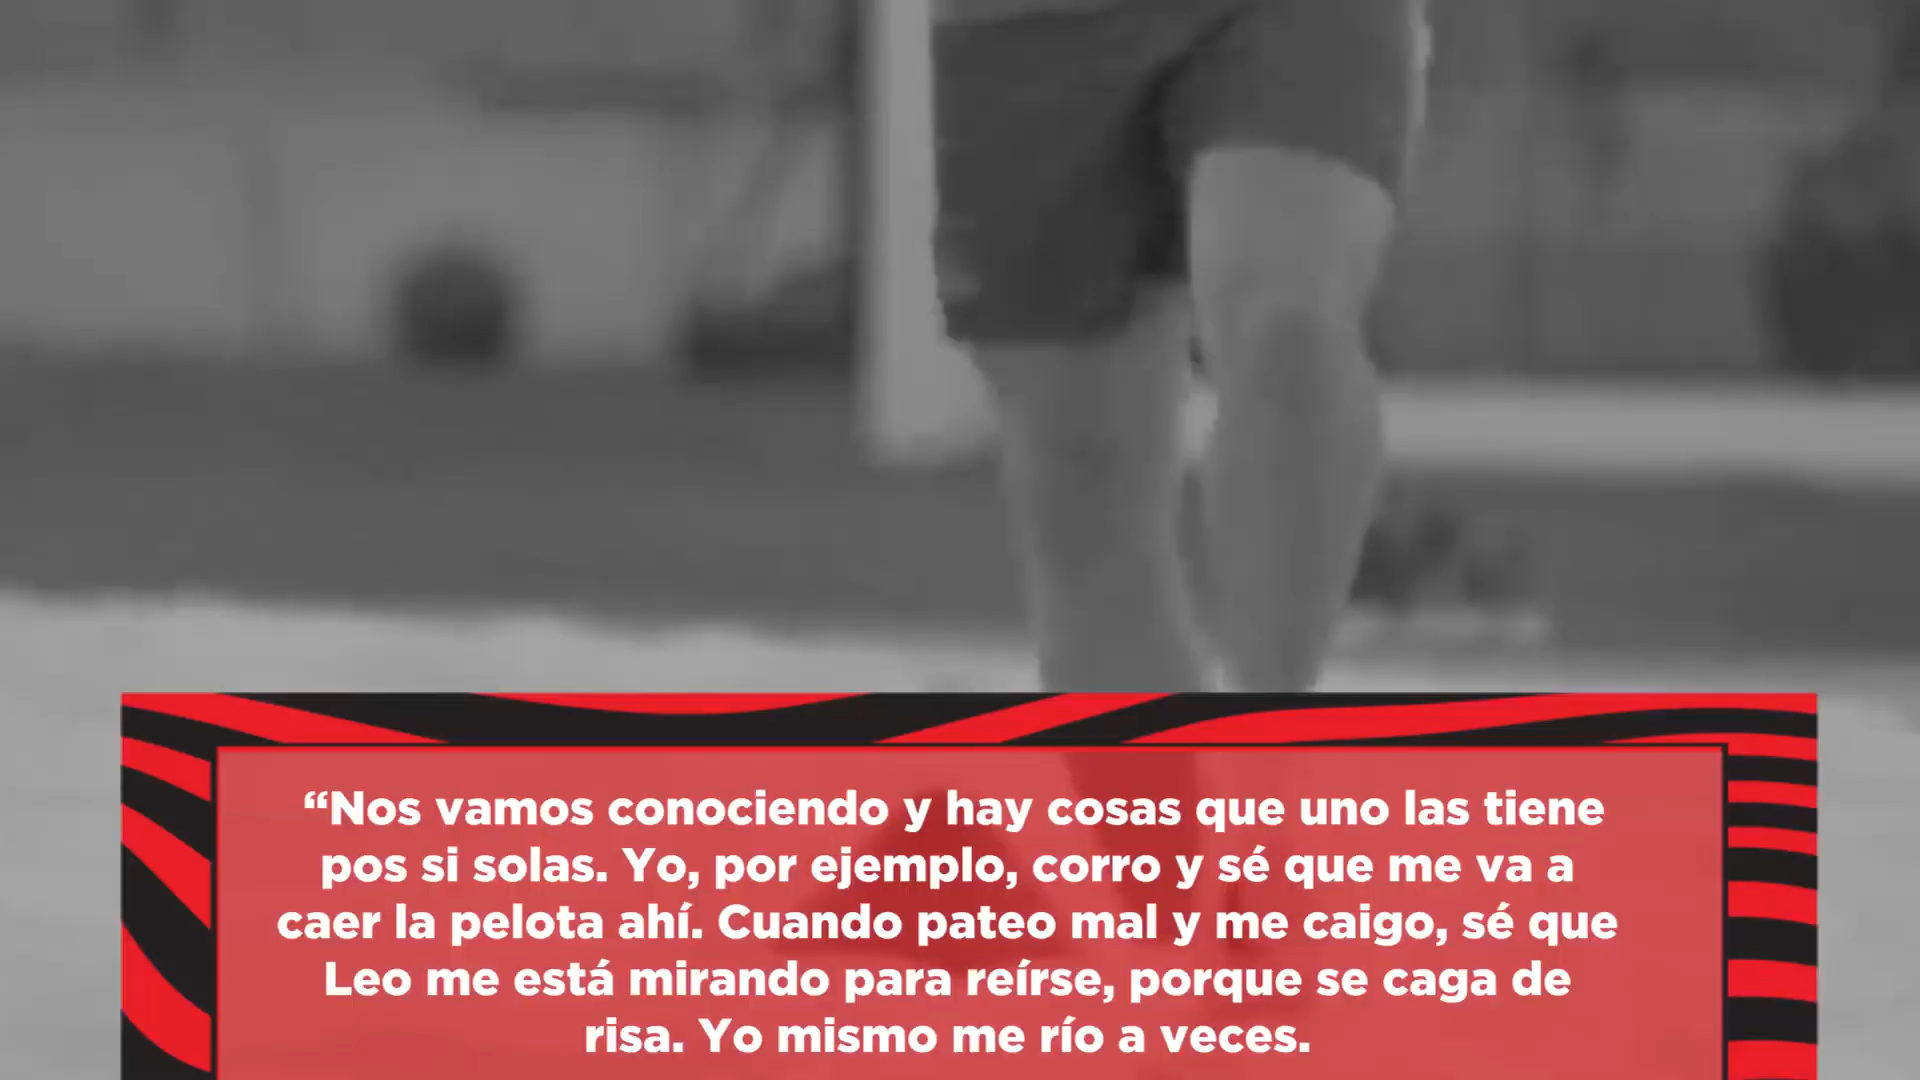 “Nos vamos conociendo y hay cosas que uno las tiene
pos si solas. Yo, por ejemplo, corro y sé que me va a
caer la pelota ahí. Cuando pateo mal y me caigo, sé que
Leo me está mirando para reírse, porque se caga de
risa. Yo mismo me río a veces.